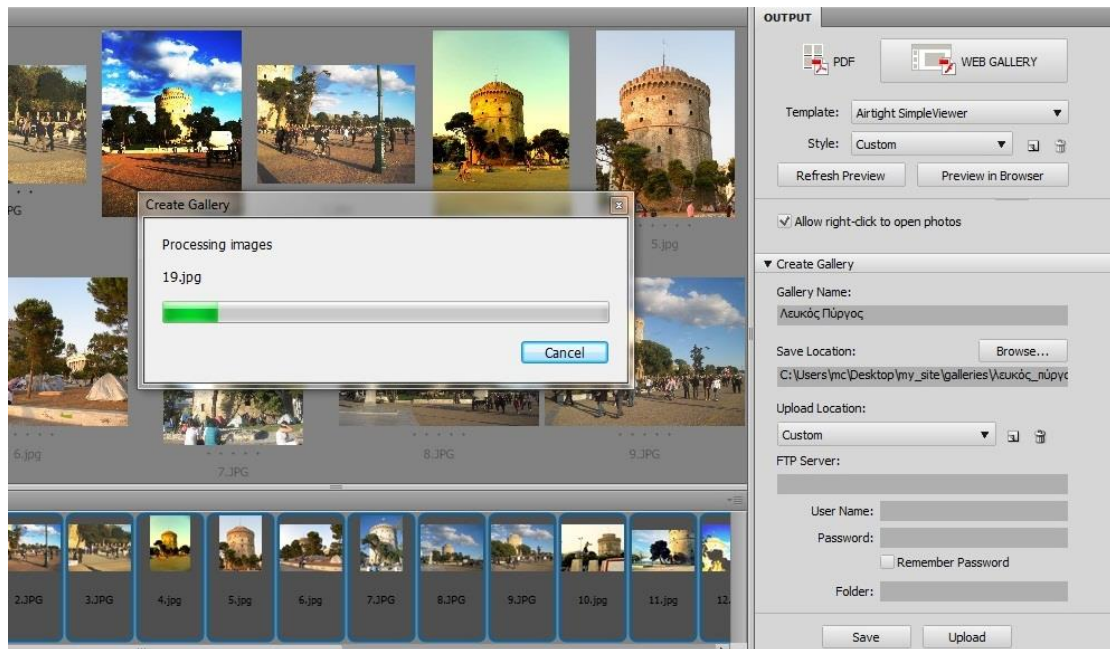 OUTPUT
PDF
WEB GALLERY
Template: Airtight SimpleViewer
Style: Custom
Refresh Preview Preview in Browser
Allow right-click to open photos
Create Gallery
Gallery Name:
Λευκός Πύργος
Save Location: Browse...
C:\Users\mc\Desktop\my_site\galleries\λευκός_πύργο
Upload Location:
Custom
FTP Server:
User Name:
Password:
Remember Password
Folder:
Save Upload
PG
5.jpg
Create Gallery
Processing images
19.jpg
Cancel
6.jpg
7.JPG
8.JPG
9.JPG
2.JPG 3.JPG 4.jpg 5.jpg 6.jpg 7.JPG 8.JPG 9.JPG 10.jpg 11.jpg 12.